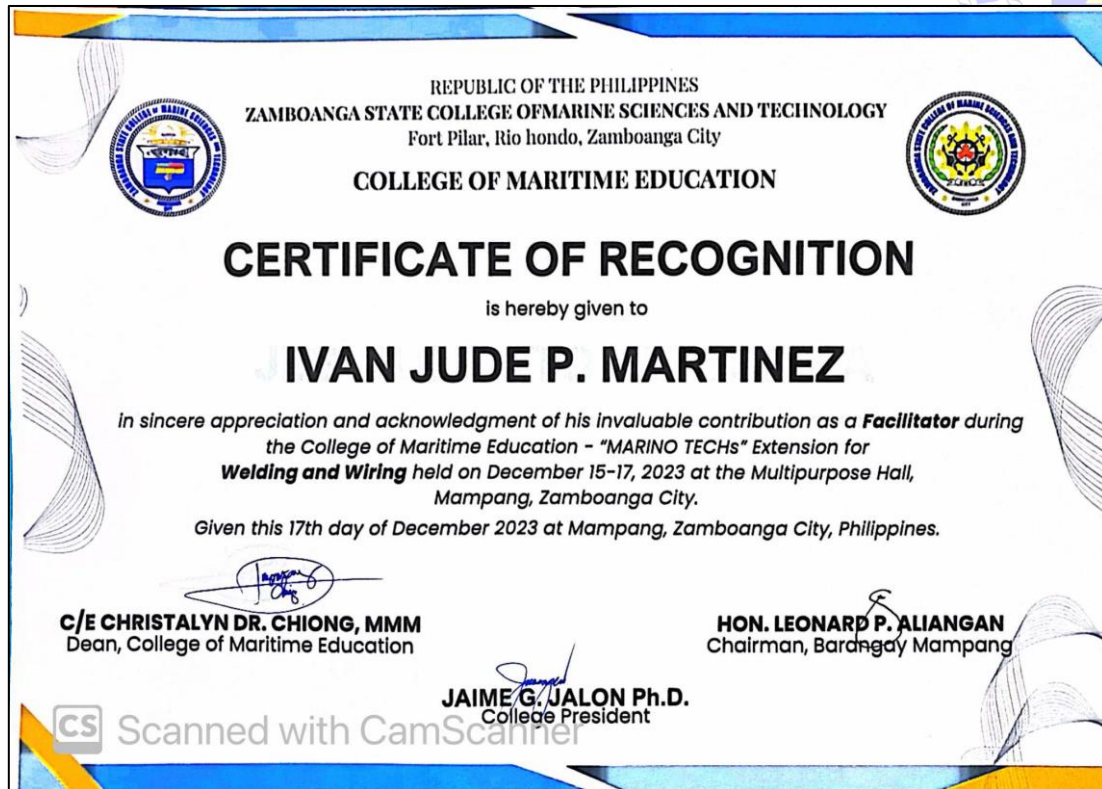 REPUBLIC OF THE PHILIPPINES
ZAMBOANGA STATE COLLEGE OFMARINE SCIENCES AND TECHNOLOGY
Fort Pilar, Rio hondo, Zamboanga City
COLLEGE OF MARITIME EDUCATION
CERTIFICATE OF RECOGNITION
is hereby given to
IVAN JUDE P. MARTINEZ
in sincere appreciation and acknowledgment of his invaluable contribution as a Facilitator during
the College of Maritime Education - "MARINO TECHs" Extension for
Welding and Wiring held on December 15-17, 2023 at the Multipurpose Hall,
Mampang, Zamboanga City.
Given this 17th day of December 2023 at Mampang, Zamboanga City, Philippines.
C/E CHRISTALYN DR. CHIONG, MMM
Dean, College of Maritime Education
HON. LEONARD P. ALIANGAN
Chairman, Barangay Mampang
JAIME G. JALON Ph.D.
College President
CS Scanned with CamScanner